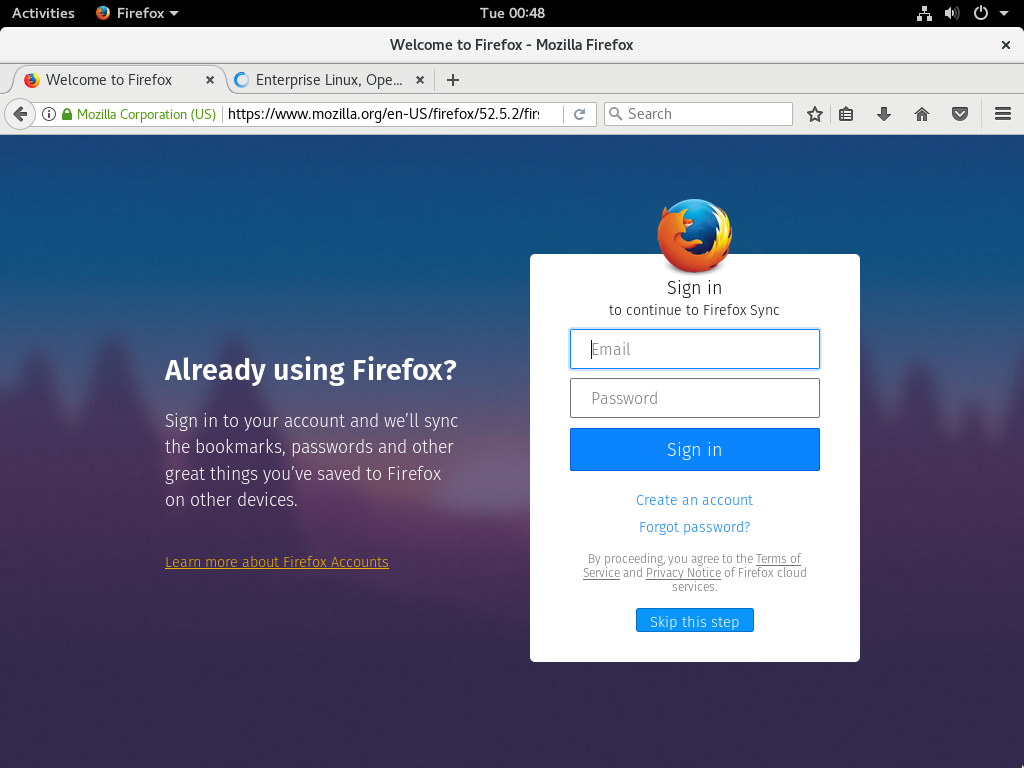 Activities Firefox Tue 00:48
Welcome to Firefox - Mozilla Firefox
Welcome to Firefox Enterprise Linux, Ope...
Mozilla Corporation (US) https://www.mozilla.org/en-US/firefox/52.5.2/firs Search
Sign in
to continue to Firefox Sync
Email
Password
Sign in
Create an account
Forgot password?
By proceeding, you agree to the Terms of
Service and Privacy Notice of Firefox cloud
services.
Skip this step
Already using Firefox?
Sign in to your account and we’ll sync
the bookmarks, passwords and other
great things you’ve saved to Firefox
on other devices.
Learn more about Firefox Accounts